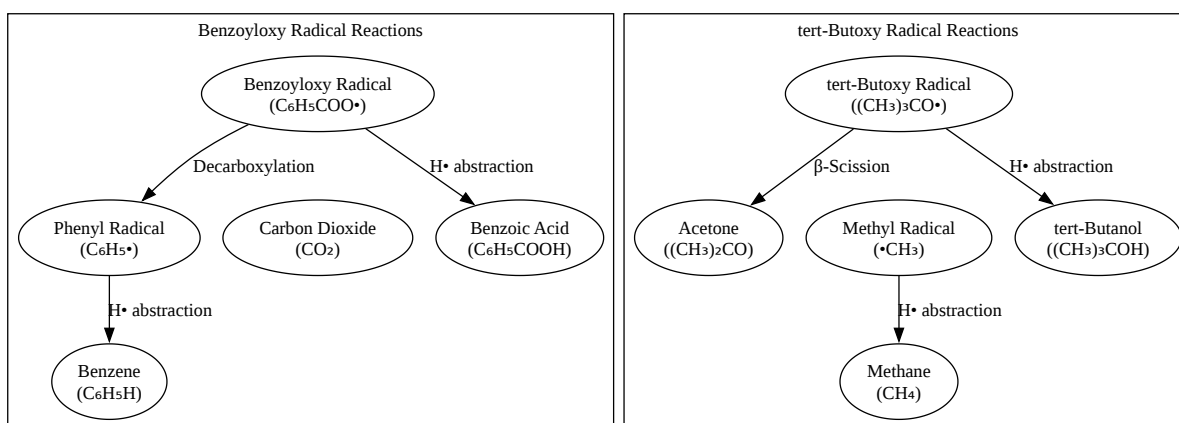 Benzoyloxy Radical Reactions
Benzoyloxy Radical
(C₆H₅COO•)
Decarboxylation
H• abstraction
Phenyl Radical
(C₆H₅•)
Carbon Dioxide
(CO₂)
Benzoic Acid
(C₆H₅COOH)
H• abstraction
Benzene
(C₆H₅H)
tert-Butoxy Radical Reactions
tert-Butoxy Radical
((CH₃)₃CO•)
β-Scission
H• abstraction
Acetone
((CH₃)₂CO)
Methyl Radical
(•CH₃)
tert-Butanol
((CH₃)₃COH)
H• abstraction
Methane
(CH₄)